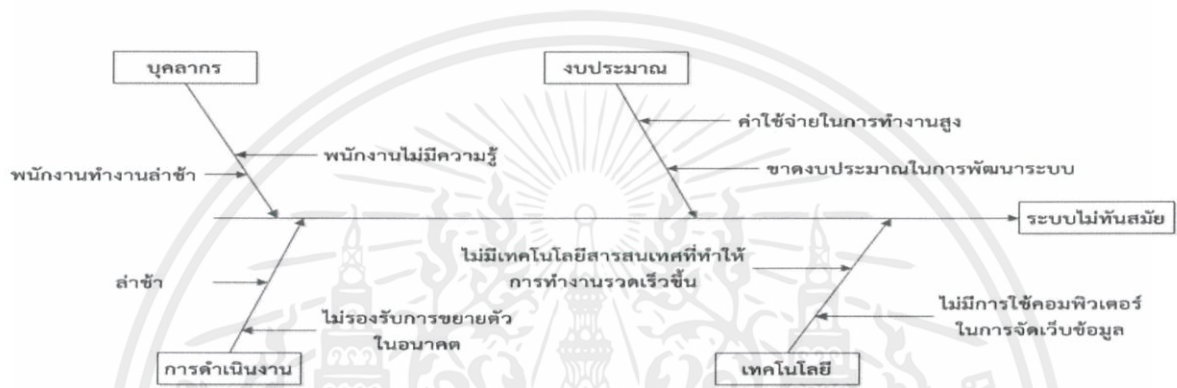 บุคลากร
งบประมาณ
ค่าใช้จ่ายในการทำงานสูง
พนักงานไม่มีความรู้
พนักงานทำงานล่าช้า
ขาดงบประมาณในการพัฒนาระบบ
ระบบไม่ทันสมัย
ไม่มีเทคโนโลยีสารสนเทศที่ทำให้
การทำงานรวดเร็วขึ้น
ล่าช้า
ไม่มีการใช้คอมพิวเตอร์
ในการจัดเว็บข้อมูล
ไม่รองรับการขยายตัว
ในอนาคต
การดำเนินงาน
เทคโนโลยี